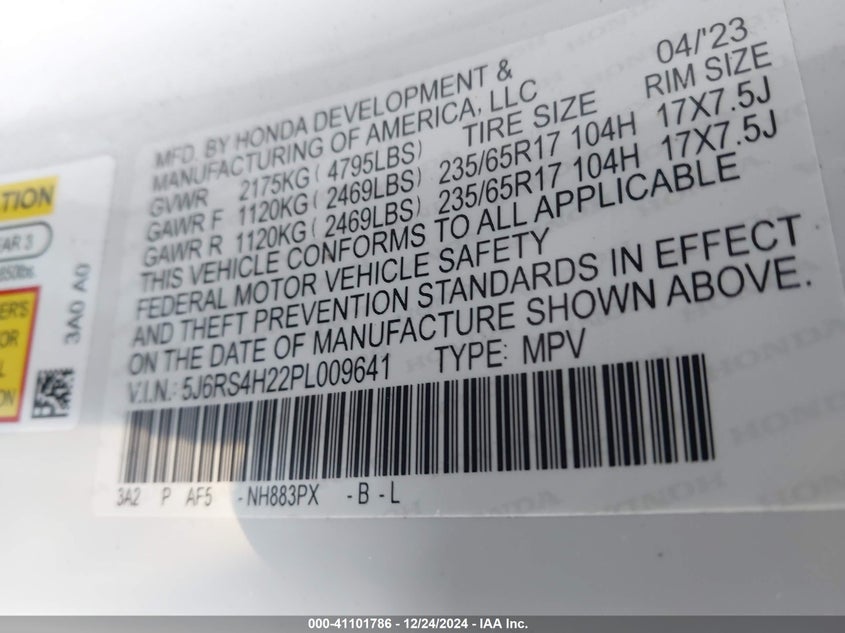 04/'23
MFD. BY HONDA DEVELOPMENT &
MANUFACTURING OF AMERICA, LLC
GVWR 2175KG ( 4795LBS) TIRE SIZE RIM SIZE
GAWR F 1120KG ( 2469LBS) 235/65R17 104H 17X7.5J
GAWR R 1120KG ( 2469LBS) 235/65R17 104H 17X7.5J
THIS VEHICLE CONFORMS TO ALL APPLICABLE
FEDERAL MOTOR VEHICLE SAFETY
AND THEFT PREVENTION STANDARDS IN EFFECT
ON THE DATE OF MANUFACTURE SHOWN ABOVE.
V.I.N.: 5J6RS4H22PL009641 TYPE: MPV
3A2 P AF5 -NH883PX -B -L
3A0 A0
000-41101786 - 12/24/2024 - IAA Inc.